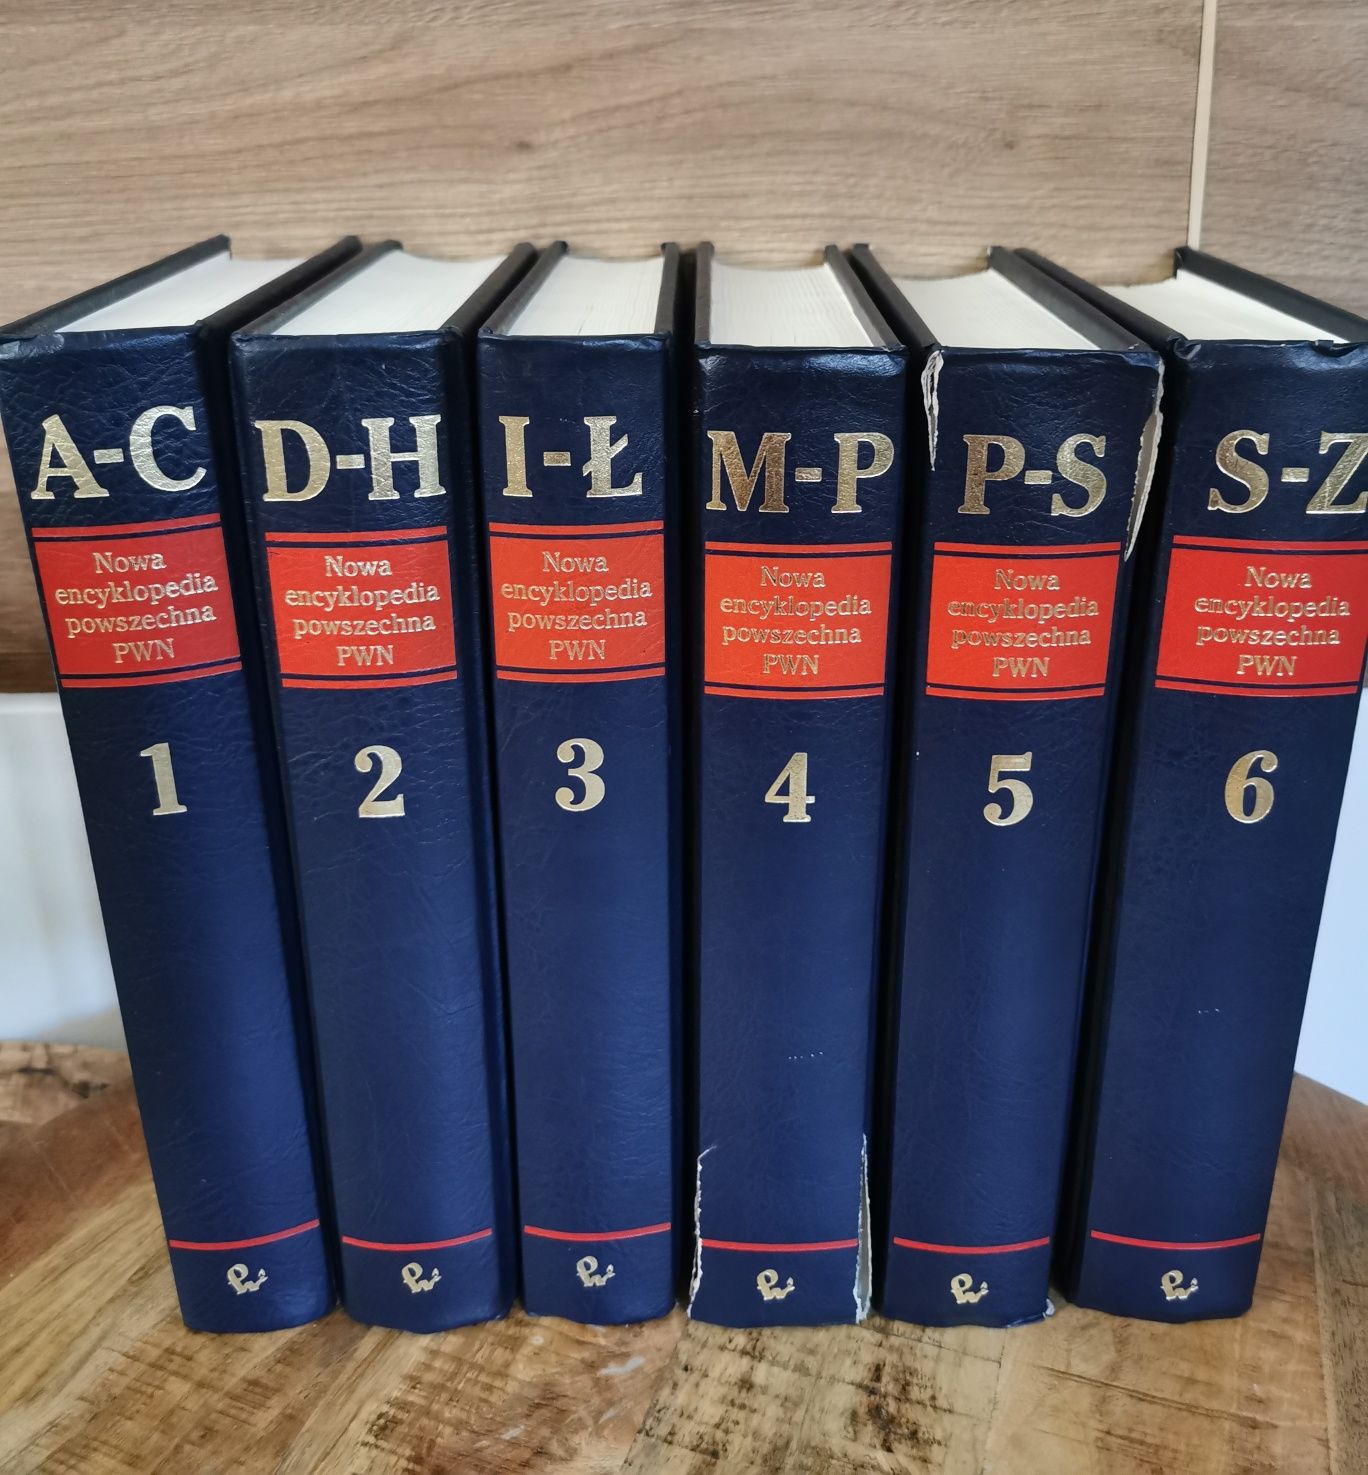 A-C
Nowa
encyklopedia
powszechna
PWN
1
D-H
Nowa
encyklopedia
powszechna
PWN
2
I-Ł
Nowa
encyklopedia
powszechna
PWN
3
M-P
Nowa
encyklopedia
powszechna
PWN
4
P-S
Nowa
encyklopedia
powszechna
PWN
5
S-Z
Nowa
encyklopedia
powszechna
PWN
6